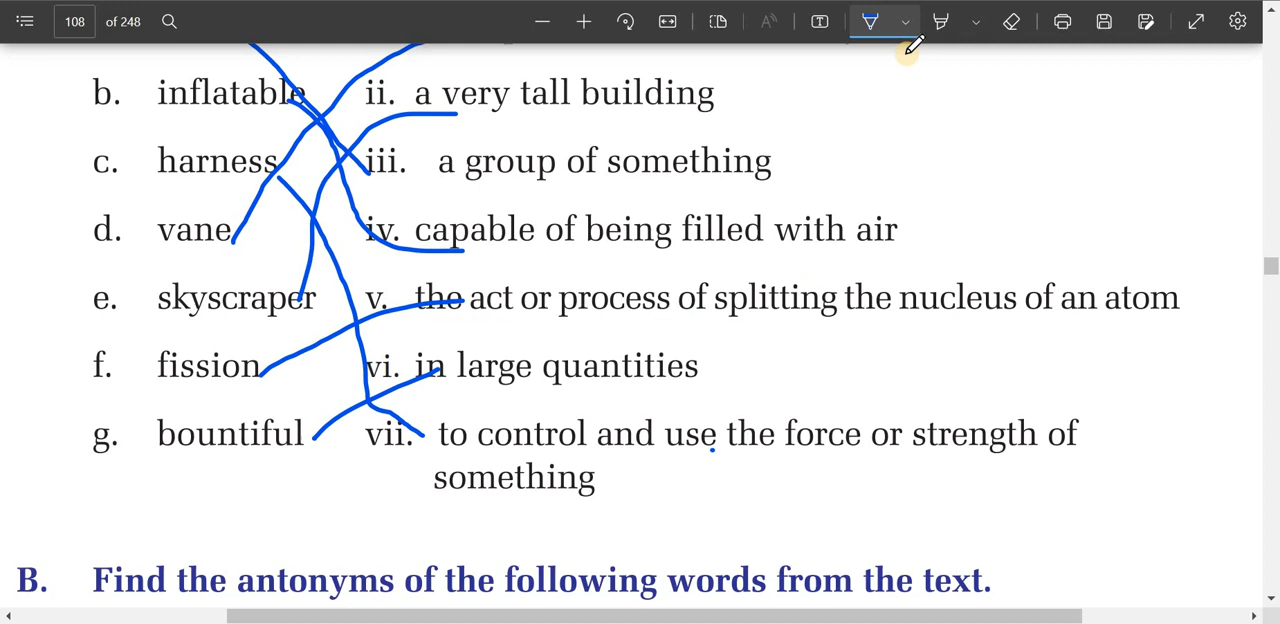 108 of 248
b. inflatable ii. a very tall building
c. harness iii. a group of something
d. vane iv. capable of being filled with air
e. skyscraper v. the act or process of splitting the nucleus of an atom
f. fission vi. in large quantities
g. bountiful vii. to control and use the force or strength of
something
B. Find the antonyms of the following words from the text.